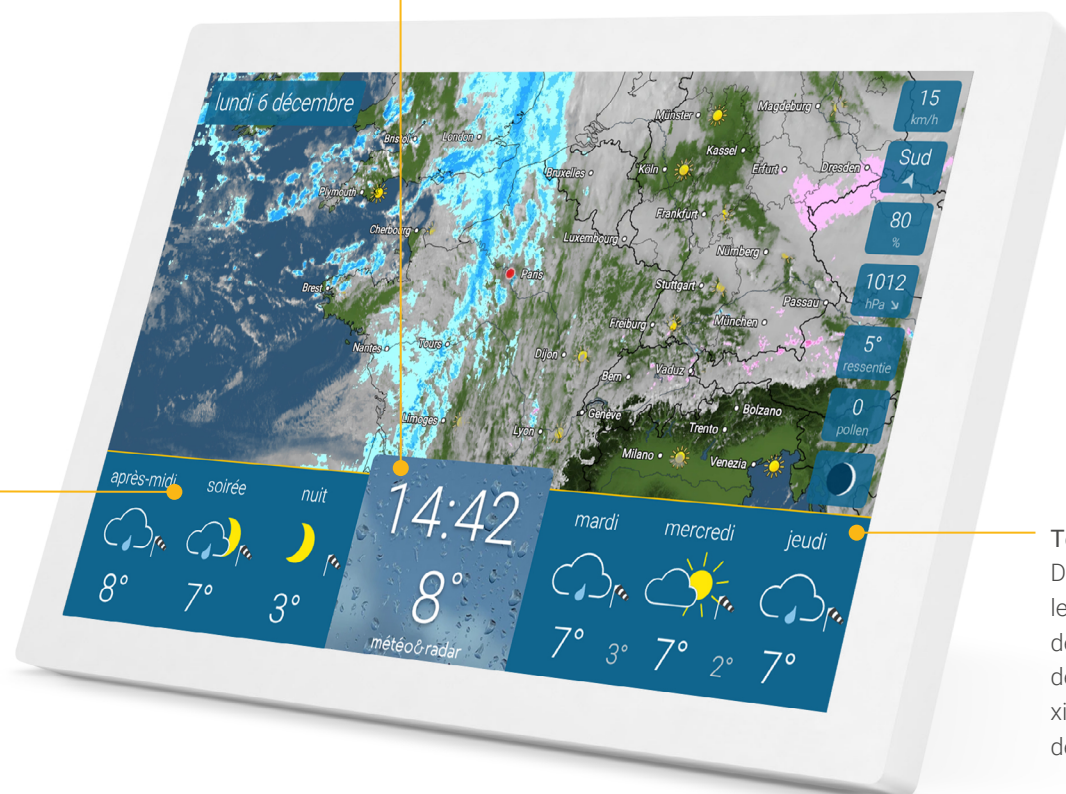 lundi 6 décembre
15
km/h
Sud
80
%
1012
hPa
5°
ressentie
0
pollen
Magdeburg
Münster
Kassel
Bristol
London
Köln
Erfurt
Dresden
Bruxelles
Plymouth
Frankfurt
Cherbourg
Luxembourg
Nürnberg
Paris
Brest
Stuttgart
Passau
Freiburg
München
Nantes
Tours
Dijon
Bern
Vaduz
Limoges
Lyon
Genève
Bolzano
Trento
Milano
Venezia
après-midi
soirée
nuit
8°
7°
3°
14:42
8°
météo&radar
mardi
mercredi
jeudi
7° 3°
7° 2°
7°